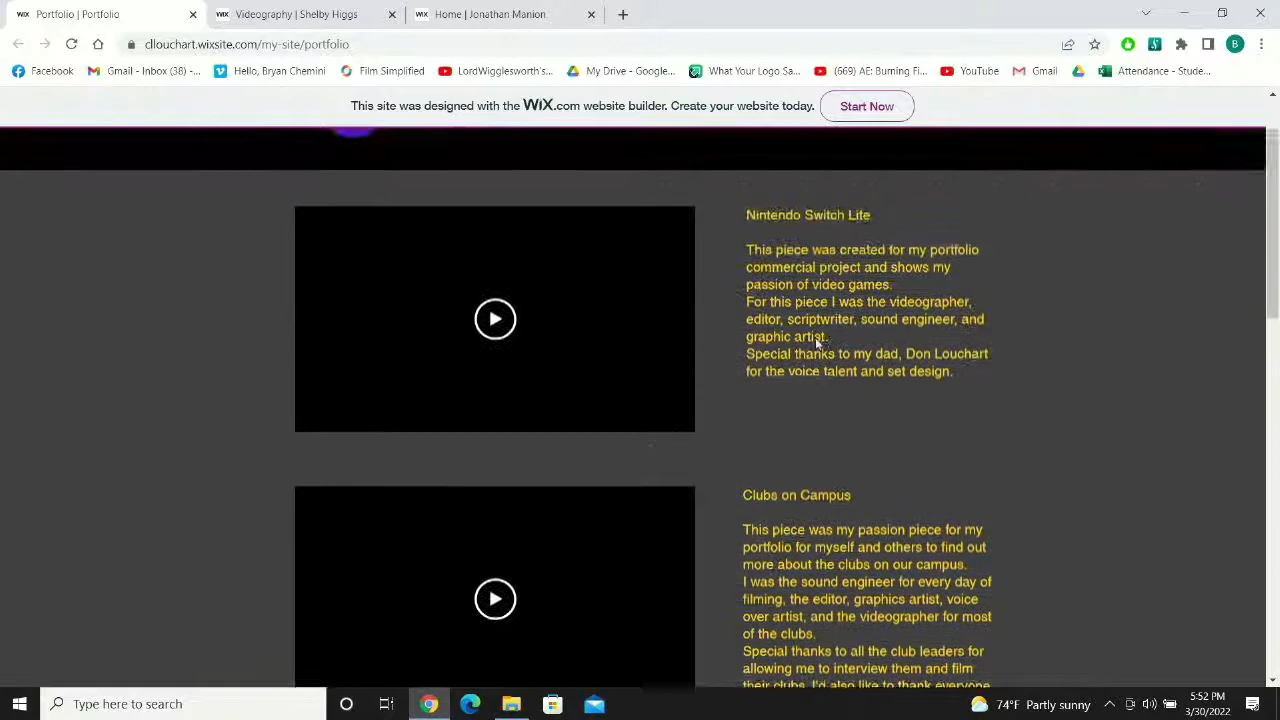 Portfolio | Portfolio
Videography | Shelby Higgs
Home | Jonathan Manion
dllouchart.wixsite.com/my-site/portfolio
B
Facebook
Gmail - Inbox (38) -...
Hello, Bryan Chemini
Film Simplified
LordWigglesworth's...
My Drive - Google...
What Your Logo Sa...
(669) AE: Burning Fi...
YouTube
Gmail
Attendance - Stude...
This site was designed with the WiX.com website builder. Create your website today.
Start Now
Nintendo Switch Lite
This piece was created for my portfolio
commercial project and shows my
passion of video games.
For this piece I was the videographer,
editor, scriptwriter, sound engineer, and
graphic artist.
Special thanks to my dad, Don Louchart
for the voice talent and set design.
Clubs on Campus
This piece was my passion piece for my
portfolio for myself and others to find out
more about the clubs on our campus.
I was the sound engineer for every day of
filming, the editor, graphics artist, voice
over artist, and the videographer for most
of the clubs.
Special thanks to all the club leaders for
allowing me to interview them and film
their clubs. I'd also like to thank everyone
Type here to search
74°F Partly sunny
5:52 PM
3/30/2022